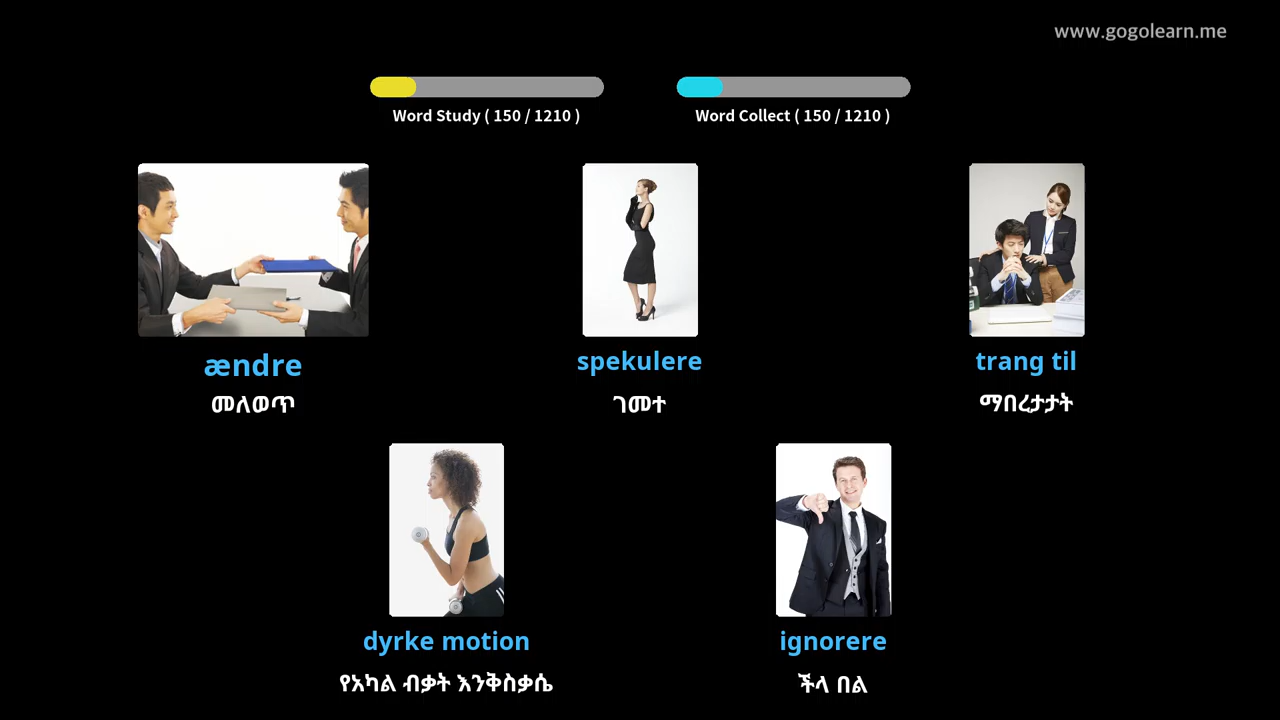 www.gogolearn.me
Word Study ( 150 / 1210 )
Word Collect ( 150 / 1210 )
ændre
መለወጥ
spekulere
ገመተ
trang til
ማበረታታት
dyrke motion
የአካል ብቃት እንቅስቃሴ
ignorere
ችላ በል